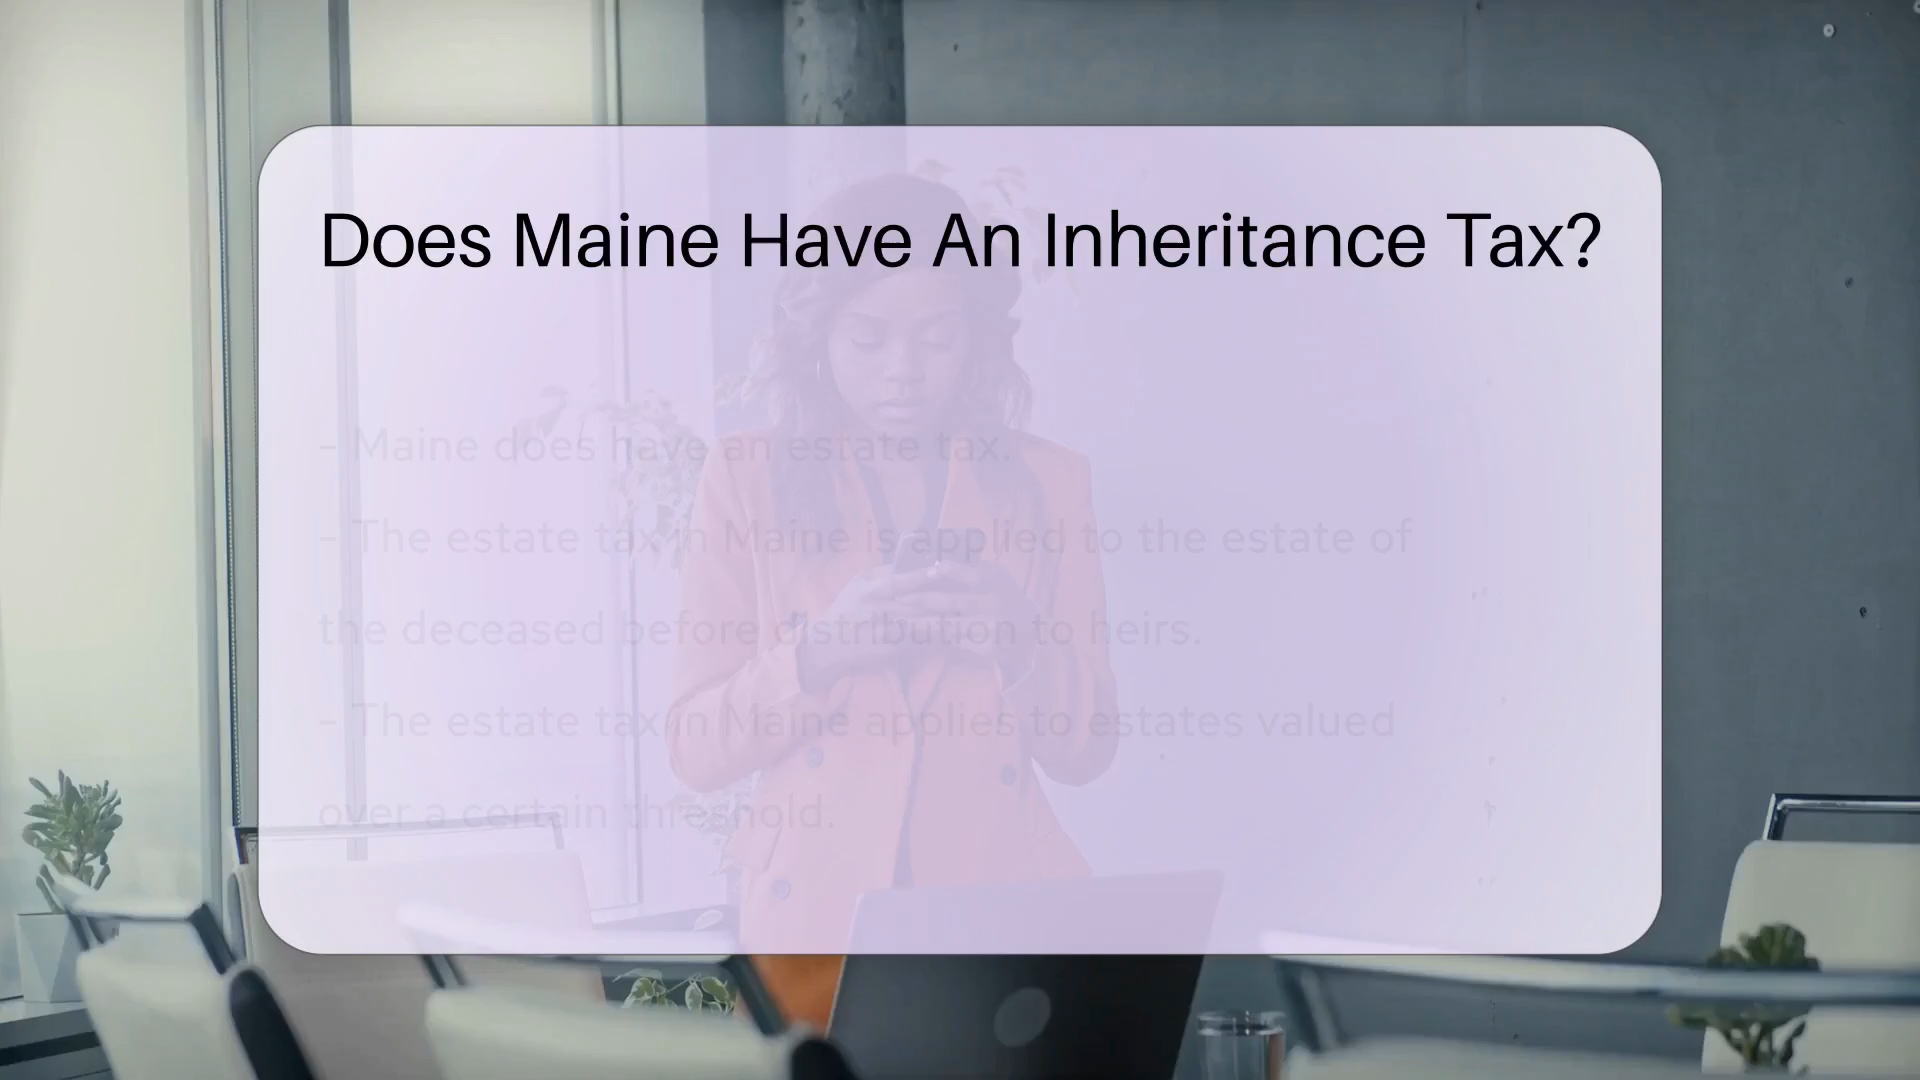 Does Maine Have An Inheritance Tax?
- Maine does have an estate tax.
- The estate tax in Maine is applied to the estate of
the deceased before distribution to heirs.
- The estate tax in Maine applies to estates valued
over a certain threshold.